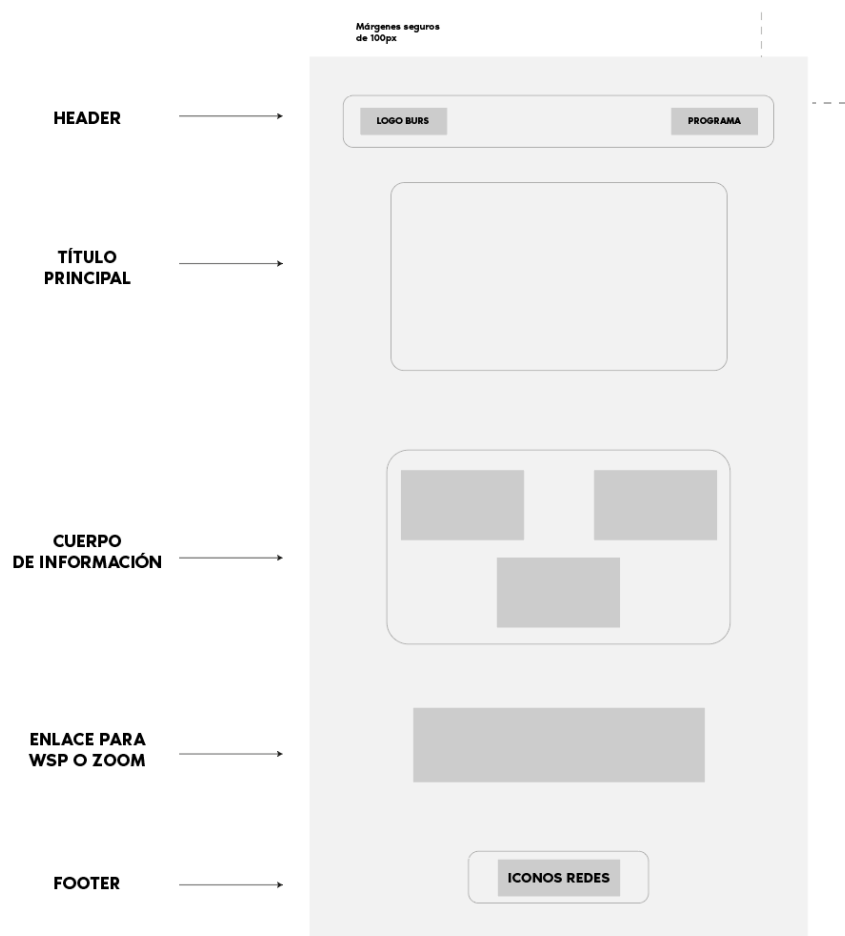 Márgenes seguros
de 100px
HEADER
LOGO BURS
PROGRAMA
TÍTULO
PRINCIPAL
CUERPO
DE INFORMACIÓN
ENLACE PARA
WSP O ZOOM
FOOTER
ICONOS REDES